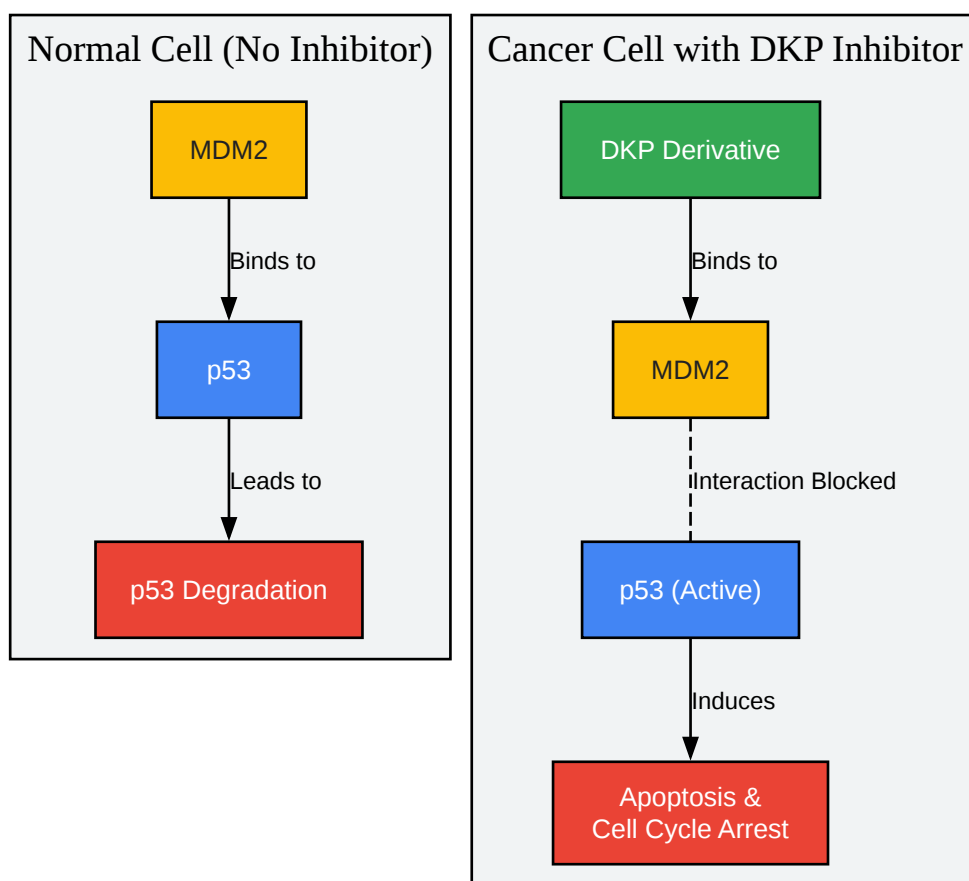 Normal Cell (No Inhibitor)
MDM2
Binds to
p53
Leads to
p53 Degradation
Cancer Cell with DKP Inhibitor
DKP Derivative
Binds to
MDM2
Interaction Blocked
p53 (Active)
Induces
Apoptosis &
Cell Cycle Arrest